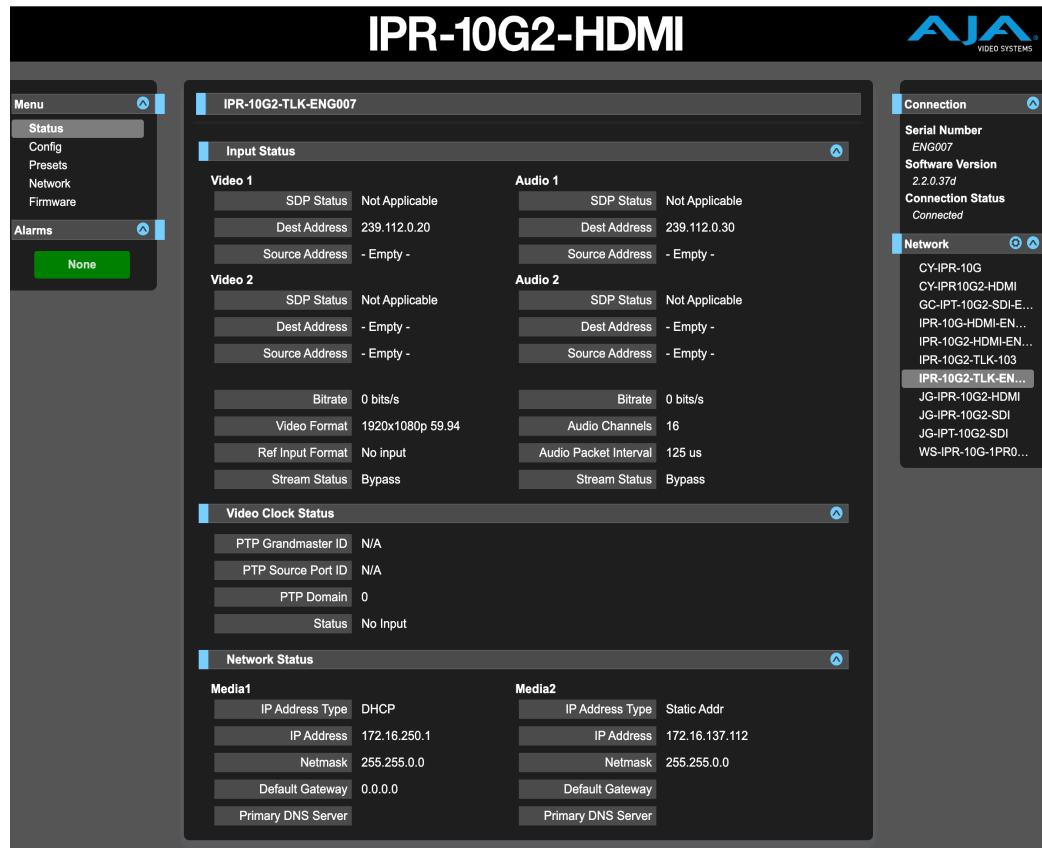 IPR-10G2-HDMI
AJA
VIDEO SYSTEMS
Menu
Status
Config
Presets
Network
Firmware
Alarms
None
IPR-10G2-TLK-ENG007
Input Status
Video 1
SDP Status Not Applicable
Dest Address 239.112.0.20
Source Address - Empty -
Video 2
SDP Status Not Applicable
Dest Address - Empty -
Source Address - Empty -
Bitrate 0 bits/s
Video Format 1920x1080p 59.94
Ref Input Format No input
Stream Status Bypass
Audio 1
SDP Status Not Applicable
Dest Address 239.112.0.30
Source Address - Empty -
Audio 2
SDP Status Not Applicable
Dest Address - Empty -
Source Address - Empty -
Bitrate 0 bits/s
Audio Channels 16
Audio Packet Interval 125 us
Stream Status Bypass
Video Clock Status
PTP Grandmaster ID N/A
PTP Source Port ID N/A
PTP Domain 0
Status No Input
Network Status
Media1
IP Address Type DHCP
IP Address 172.16.250.1
Netmask 255.255.0.0
Default Gateway 0.0.0.0
Primary DNS Server
Media2
IP Address Type Static Addr
IP Address 172.16.137.112
Netmask 255.255.0.0
Default Gateway
Primary DNS Server
Connection
Serial Number
ENG007
Software Version
2.2.0.37d
Connection Status
Connected
Network
CY-IPR-10G
CY-IPR10G2-HDMI
GC-IPT-10G2-SDI-E...
IPR-10G-HDMI-EN...
IPR-10G2-HDMI-EN...
IPR-10G2-TLK-103
IPR-10G2-TLK-EN...
JG-IPR-10G2-HDMI
JG-IPR-10G2-SDI
JG-IPT-10G2-SDI
WS-IPR-10G-1PR0...